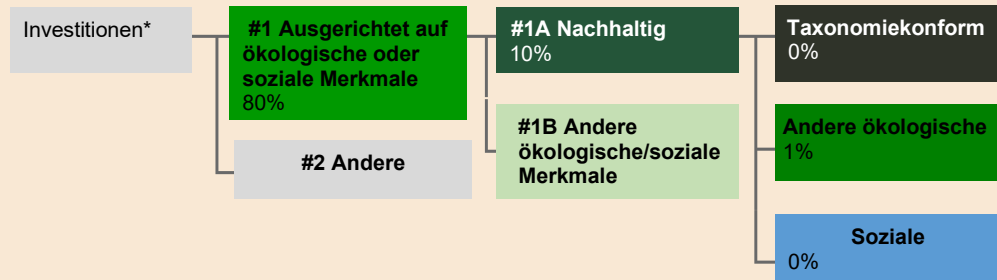 Investitionen*
#1 Ausgerichtet auf
ökologische oder
soziale Merkmale
80%
#2 Andere
#1A Nachhaltig
10%
#1B Andere
ökologische/soziale
Merkmale
Taxonomiekonform
0%
Andere ökologische
1%
Soziale
0%